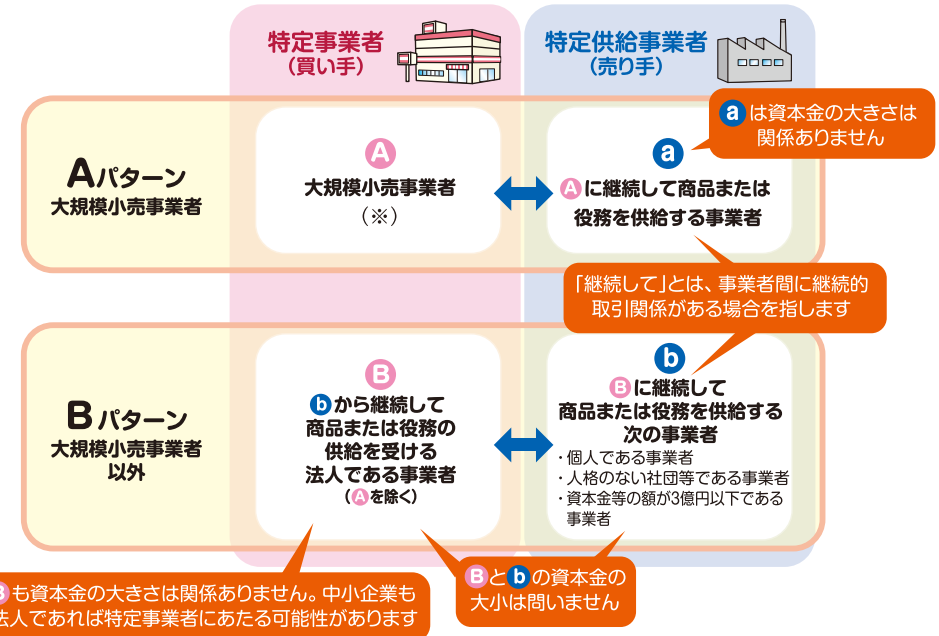 特定事業者
（買い手）
特定供給事業者
（売り手）
aは資本金の大きさは
関係ありません
Aパターン
大規模小売事業者
A
大規模小売事業者
（※）
a
Aに継続して商品または
役務を供給する事業者
「継続して」とは、事業者間に継続的
取引関係がある場合を指します
Bパターン
大規模小売事業者
以外
B
bから継続して
商品または役務の
供給を受ける
法人である事業者
（Aを除く）
b
Bに継続して
商品または役務を供給する
次の事業者
・個人である事業者
・人格のない社団等である事業者
・資本金等の額が3億円以下である
事業者
Bも資本金の大きさは関係ありません。中小企業も
法人であれば特定事業者にあたる可能性があります
Bとbの資本金の
大小は問いません